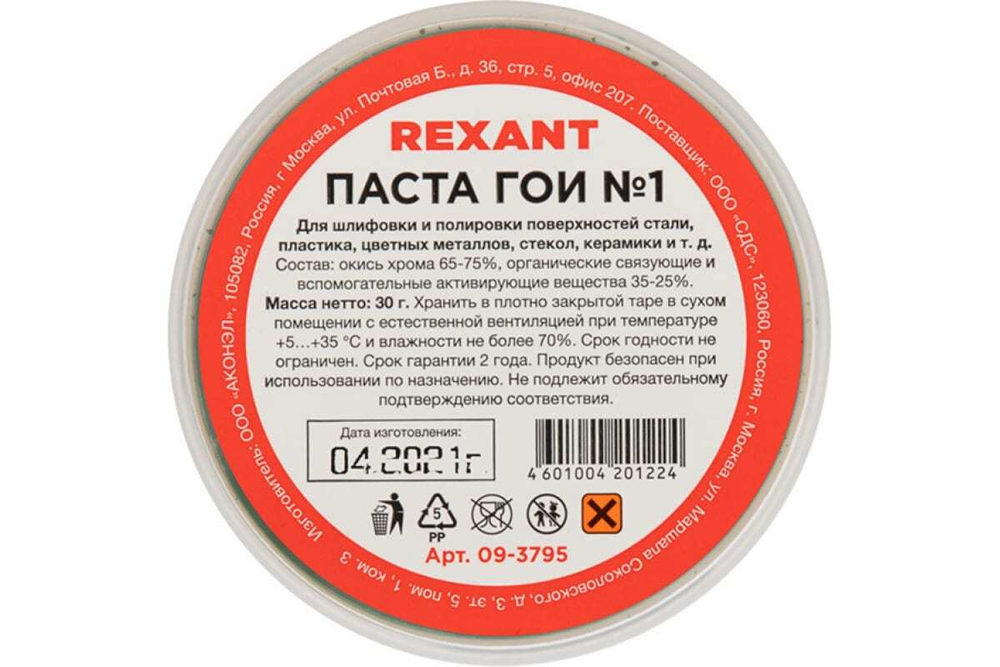 Изготовитель: ООО "АКОНЭЛ", 105082, Россия, г Москва, ул. Почтовая Б., д. 36, стр. 5, офис 207. Поставщик: ООО "СДС", 123060, Россия, г. Москва, ул. Маршала Соколовского, д. 3, эт. 5, пом. 1, ком. 3
REXANT
ПАСТА ГОИ №1
Для шлифовки и полировки поверхностей стали,
пластика, цветных металлов, стекол, керамики и т. д.
Состав: окись хрома 65-75%, органические связующие и
вспомогательные активирующие вещества 35-25%.
Масса нетто: 30 г. Хранить в плотно закрытой таре в сухом
помещении с естественной вентиляцией при температуре
+5...+35 °C и влажности не более 70%. Срок годности не
ограничен. Срок гарантии 2 года. Продукт безопасен при
использовании по назначению. Не подлежит обязательному
подтверждению соответствия.
Дата изготовления:
04.2021г
4 601004 201224
5
PP
Арт. 09-3795